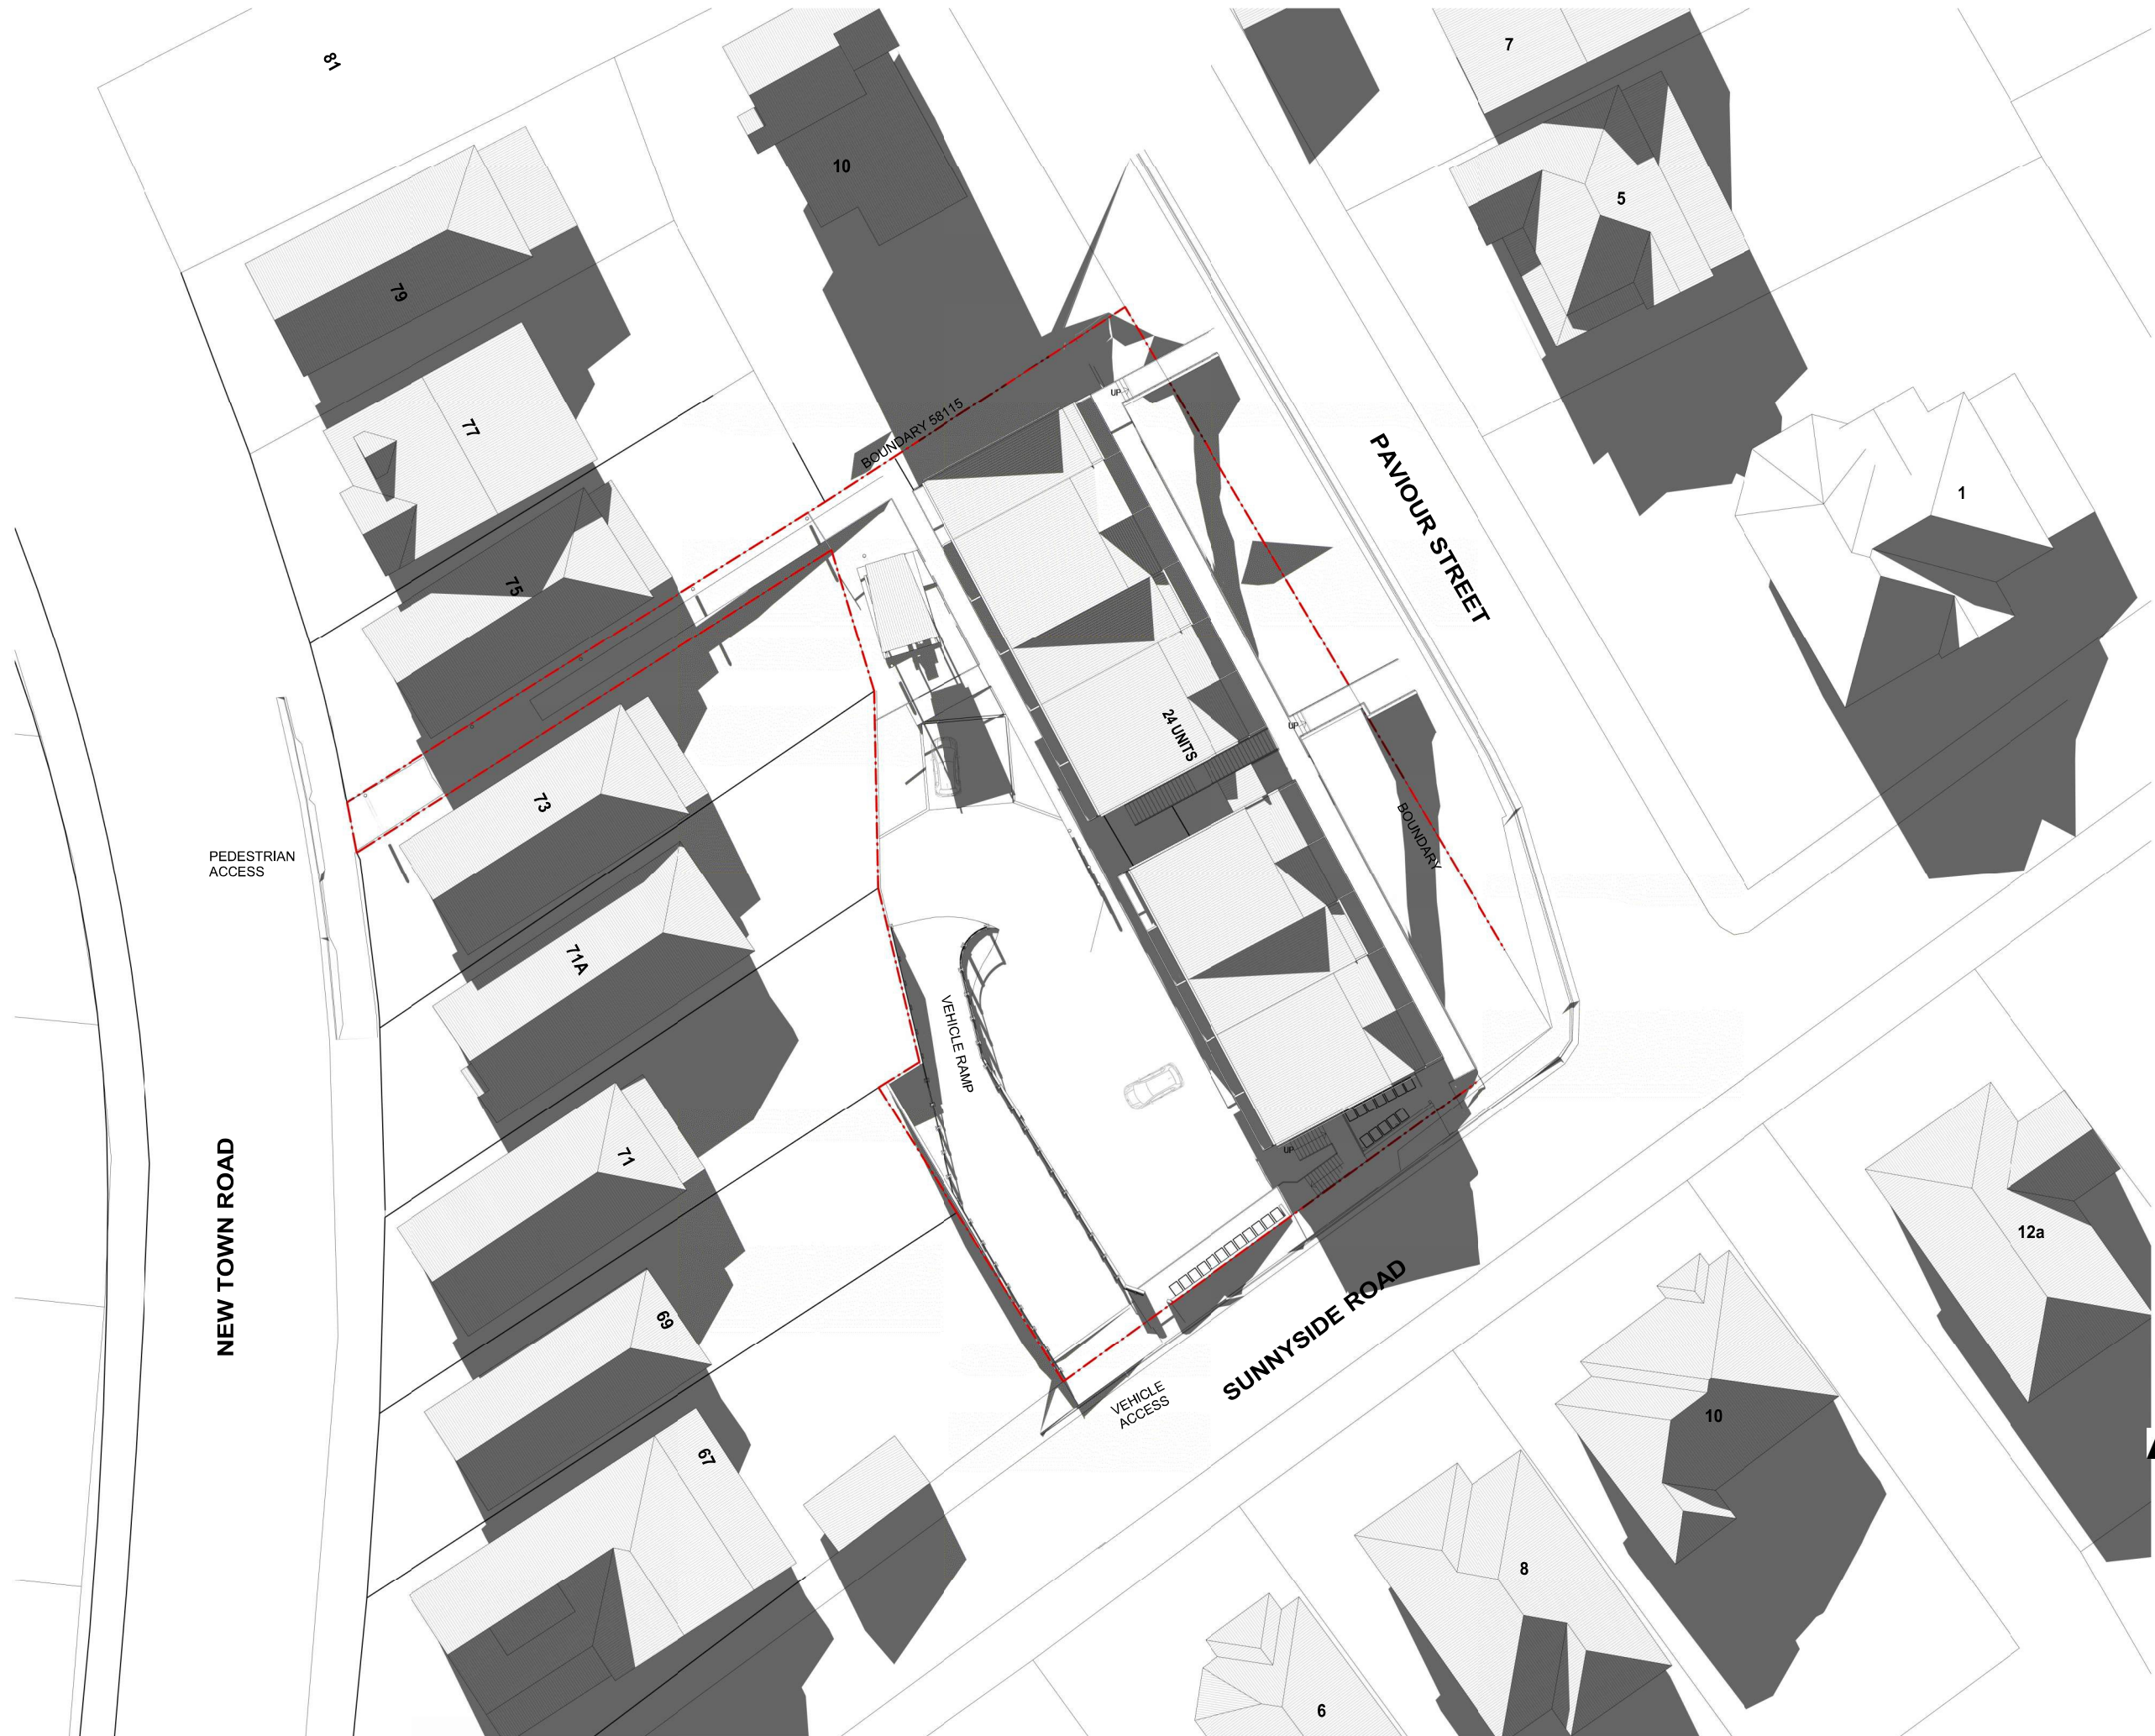 81
7
10
5
79
77
BOUNDARY 58115
UP
PAVIOUR STREET
1
75
24 UNITS
UP
73
BOUNDARY
PEDESTRIAN
ACCESS
71A
VEHICLE RAMP
71
UP
NEW TOWN ROAD
12a
69
SUNNYSIDE ROAD
VEHICLE
ACCESS
10
67
8
6